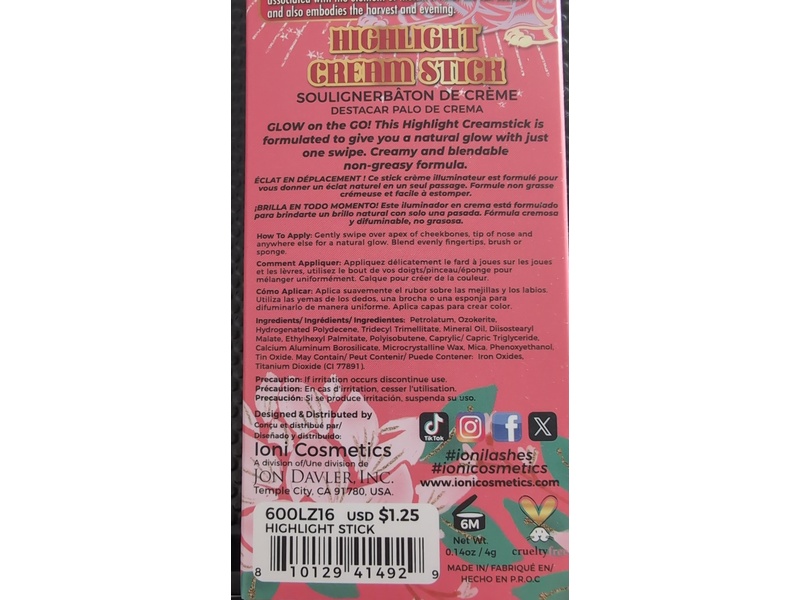 and also embodies the harvest and evening.
HIGHLIGHT
CREAM STICK
SOULIGNERBÂTON DE CRÈME
DESTACAR PALO DE CREMA
GLOW on the GO! This Highlight Creamstick is
formulated to give you a natural glow with just
one swipe. Creamy and blendable
non-greasy formula.
ÉCLAT EN DÉPLACEMENT ! Ce stick crème illuminateur est formulé pour
vous donner un éclat naturel en un seul passage. Formule non grasse
crémeuse et facile à estomper.
¡BRILLA EN TODO MOMENTO! Este iluminador en crema está formulado
para brindarte un brillo natural con solo una pasada. Fórmula cremosa
y difuminable, no grasosa.
How To Apply: Gently swipe over apex of cheekbones, tip of nose and
anywhere else for a natural glow. Blend evenly fingertips, brush or
sponge.
Comment Appliquer: Appliquez délicatement le fard à joues sur les joues
et les lèvres, utilisez le bout de vos doigts/pinceau/éponge pour
mélanger uniformément. Calque pour créer de la couleur.
Cómo Aplicar: Aplica suavemente el rubor sobre las mejillas y los labios.
Utiliza las yemas de los dedos, una brocha o una esponja para
difuminarlo de manera uniforme. Aplica capas para crear color.
Ingredients/ Ingrédients/ Ingredientes: Petrolatum, Ozokerite,
Hydrogenated Polydecene, Tridecyl Trimellitate, Mineral Oil, Diisostearyl
Malate, Ethylhexyl Palmitate, Polyisobutene, Caprylic/ Capric Triglyceride,
Calcium Aluminum Borosilicate, Microcrystalline Wax, Mica, Phenoxyethanol,
Tin Oxide. May Contain/ Peut Contenir/ Puede Contener: Iron Oxides,
Titanium Dioxide (CI 77891).
Precaution: If irritation occurs discontinue use.
Précaution: En cas d'irritation, cesser l'utilisation.
Precaución: Si se produce irritación, suspenda su uso.
Designed & Distributed by
Conçu et distribué par/
Diseñado y distribuido:
Ioni Cosmetics
A division of/Une división de
JON DAVLER, INC.
Temple City, CA 91780, USA.
TikTok
#ionilashes
#ionicosmetics
www.ionicosmetics.com
600LZ16 USD $1.25
HIGHLIGHT STICK
8 10129 41492 9
6M
Net Wt.
0.14oz / 4g
cruelty free
MADE IN/ FABRIQUÉ EN/
HECHO EN P.R.O.C